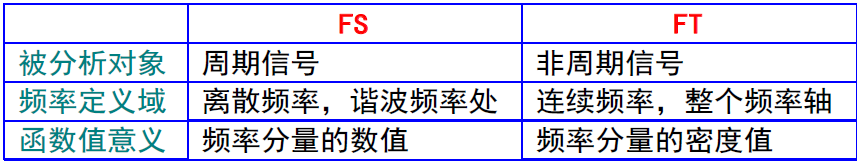 FS FT
被分析对象 周期信号 非周期信号
频率定义域 离散频率，谐波频率处 连续频率，整个频率轴
函数值意义 频率分量的数值 频率分量的密度值